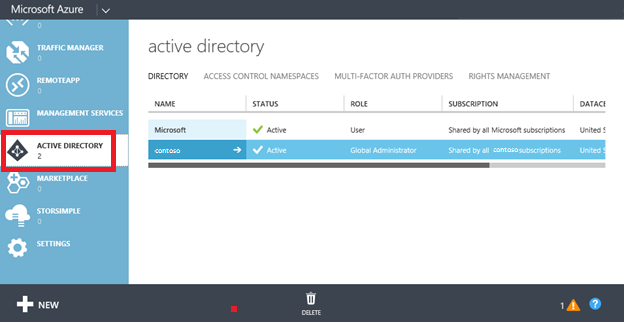 Microsoft Azure
TRAFFIC MANAGER
0
REMOTEAPP
0
MANAGEMENT SERVICES
0
ACTIVE DIRECTORY
2
MARKETPLACE
0
STORSIMPLE
0
SETTINGS
active directory
DIRECTORY ACCESS CONTROL NAMESPACES MULTI-FACTOR AUTH PROVIDERS RIGHTS MANAGEMENT
NAME STATUS ROLE SUBSCRIPTION DATACE
Microsoft Active User Shared by all Microsoft subscriptions United S
contoso Active Global Administrator Shared by all contoso subscriptions United S
NEW DELETE 1 ?